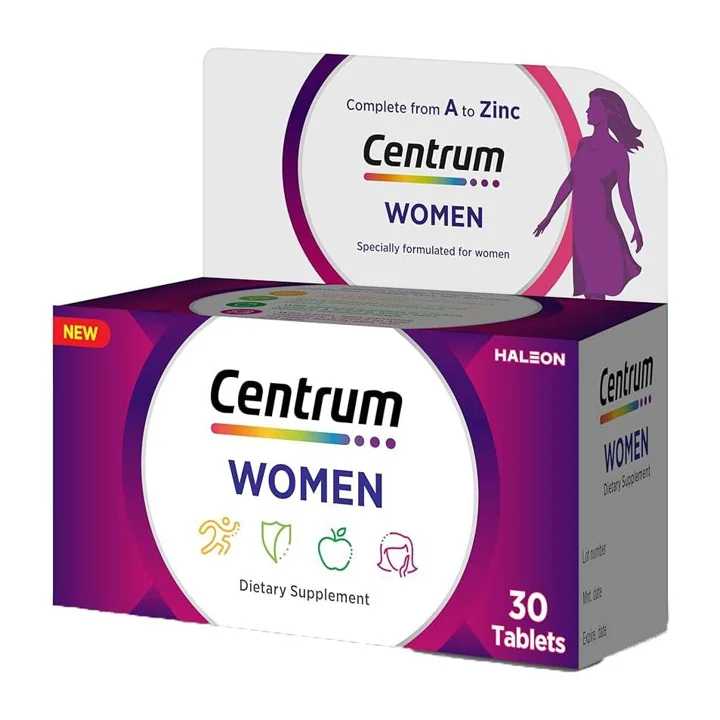 Complete from A to Zinc
Centrum
WOMEN
Specially formulated for women
NEW
HALEON
Centrum
WOMEN
Dietary Supplement
30
Tablets
Centrum
WOMEN
Dietary Supplement
Lot number
Mnf. date
Expire. date